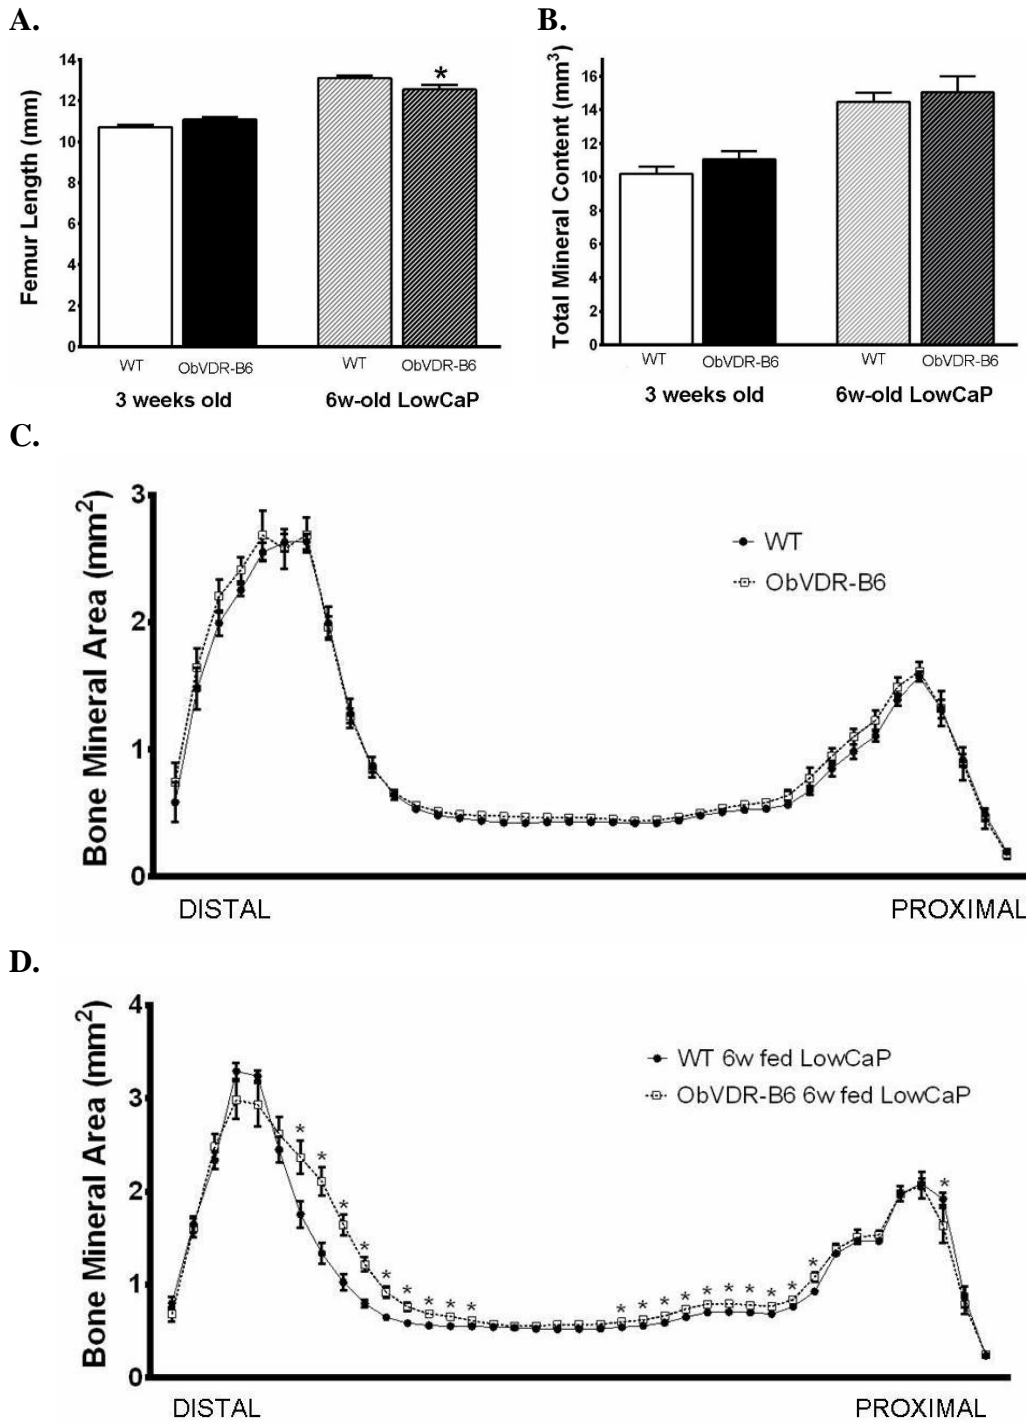 A.
B.
Femur Length (mm)
14
12
10
8
6
4
2
0
*
WT
ObVDR-B6
WT
ObVDR-B6
3 weeks old
6w-old LowCaP
Total Mineral Content (mm³)
16
14
12
10
8
6
4
2
0
WT
ObVDR-B6
WT
ObVDR-B6
3 weeks old
6w-old LowCaP
C.
Bone Mineral Area (mm²)
3
2
1
0
WT
ObVDR-B6
DISTAL
PROXIMAL
D.
Bone Mineral Area (mm²)
4
3
2
1
0
WT 6w fed LowCaP
ObVDR-B6 6w fed LowCaP
* * * * * * * * * * * * * * * * * * * *
DISTAL
PROXIMAL